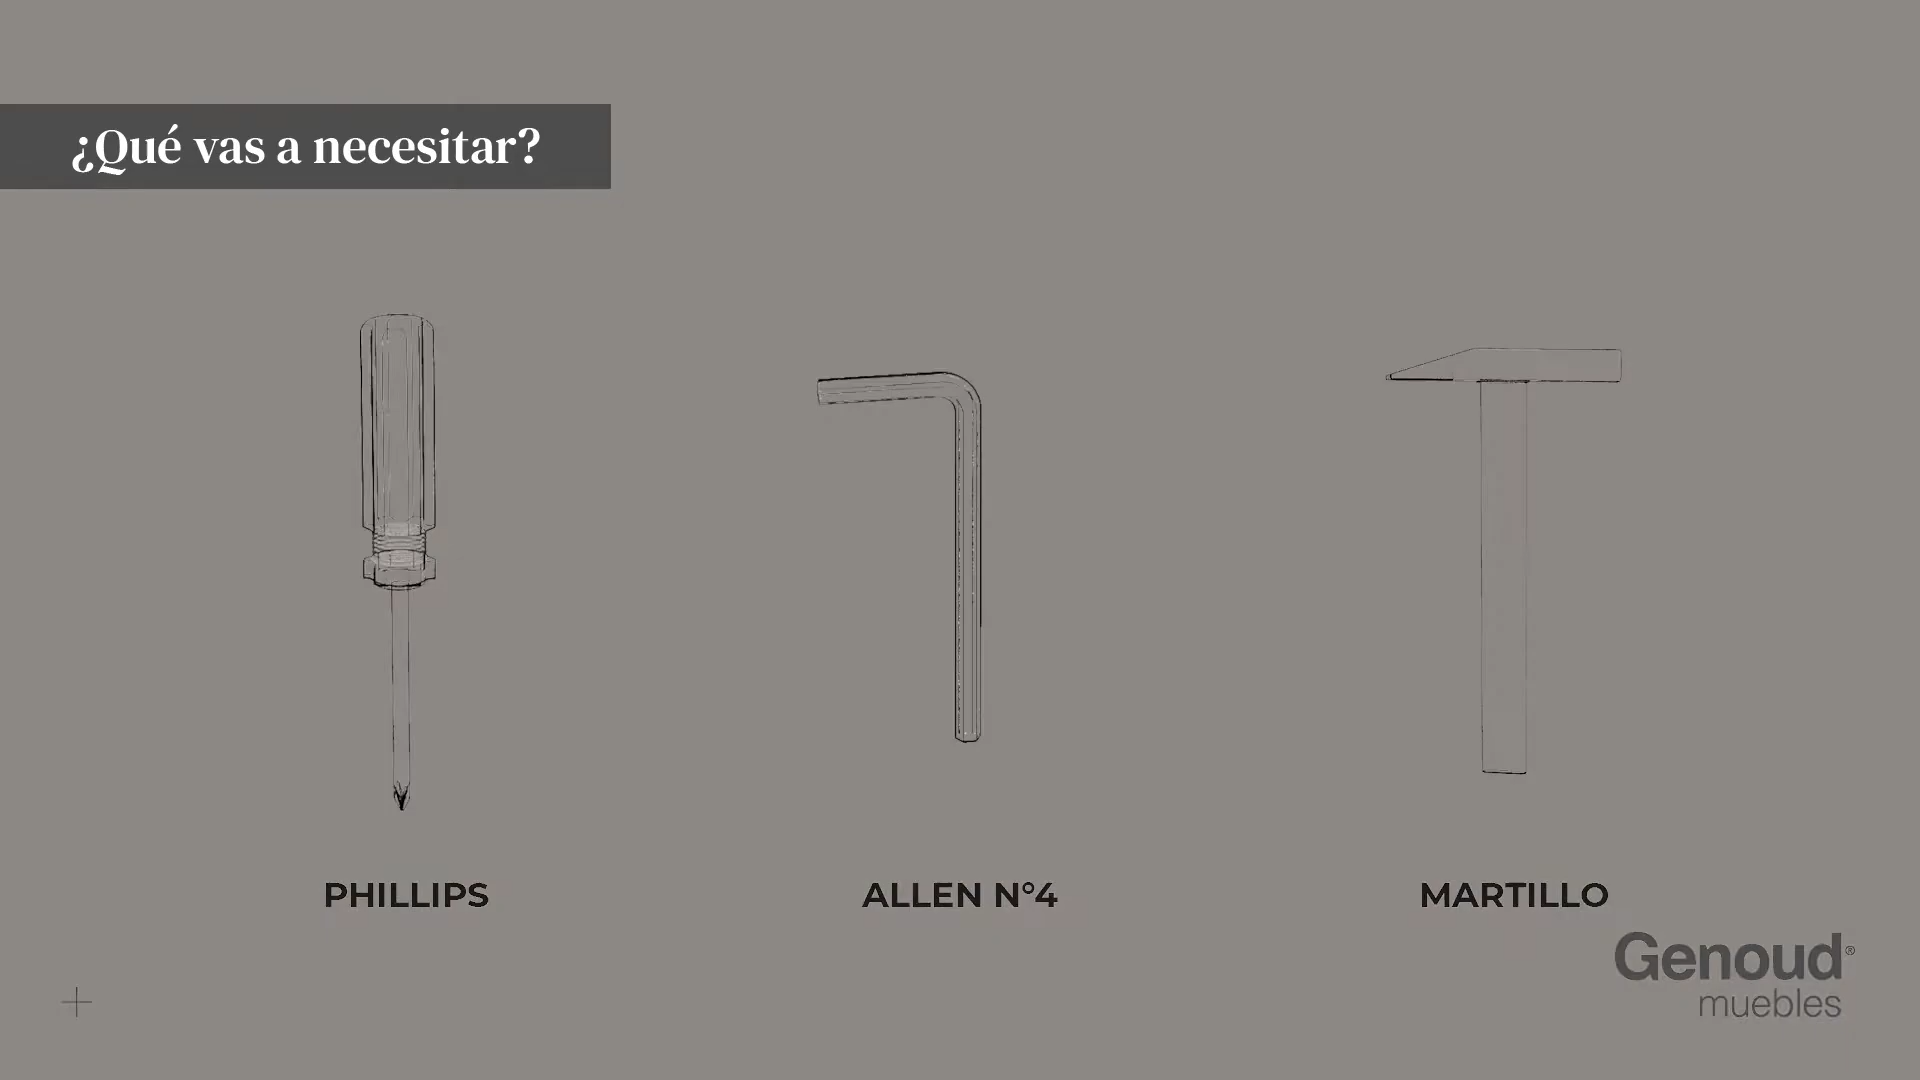 ¿Qué vas a necesitar?
PHILLIPS
ALLEN N°4
MARTILLO
Genoud®
muebles